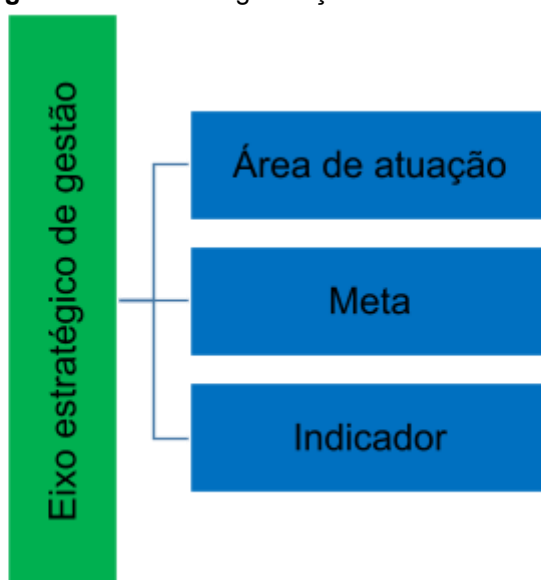 Eixo estratégico de gestão
Área de atuação
Meta
Indicador